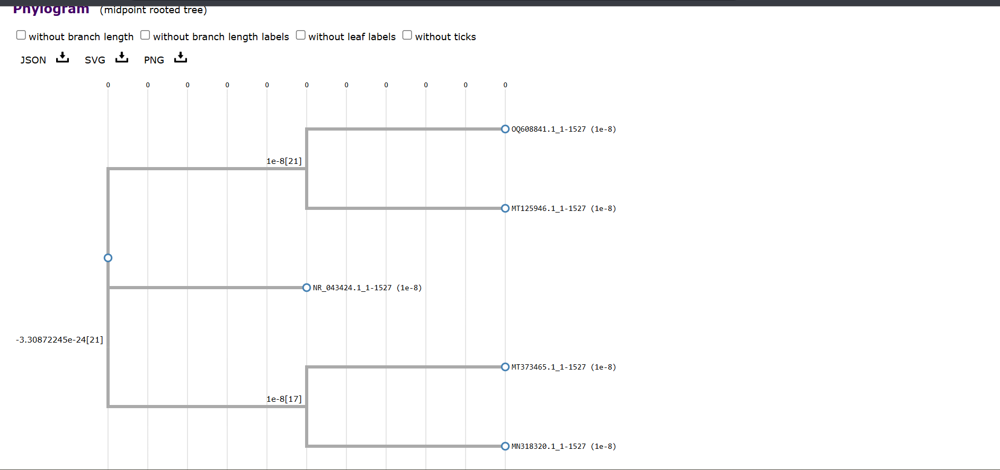 Phylogram (midpoint rooted tree)
without branch length without branch length labels without leaf labels without ticks
JSON SVG PNG
0 0 0 0 0 0 0 0 0 0 0
OQ608841.1_1-1527 (1e-8)
1e-8[21]
MT125946.1_1-1527 (1e-8)
NR_043424.1_1-1527 (1e-8)
-3.30872245e-24[21]
MT373465.1_1-1527 (1e-8)
1e-8[17]
MN318320.1_1-1527 (1e-8)